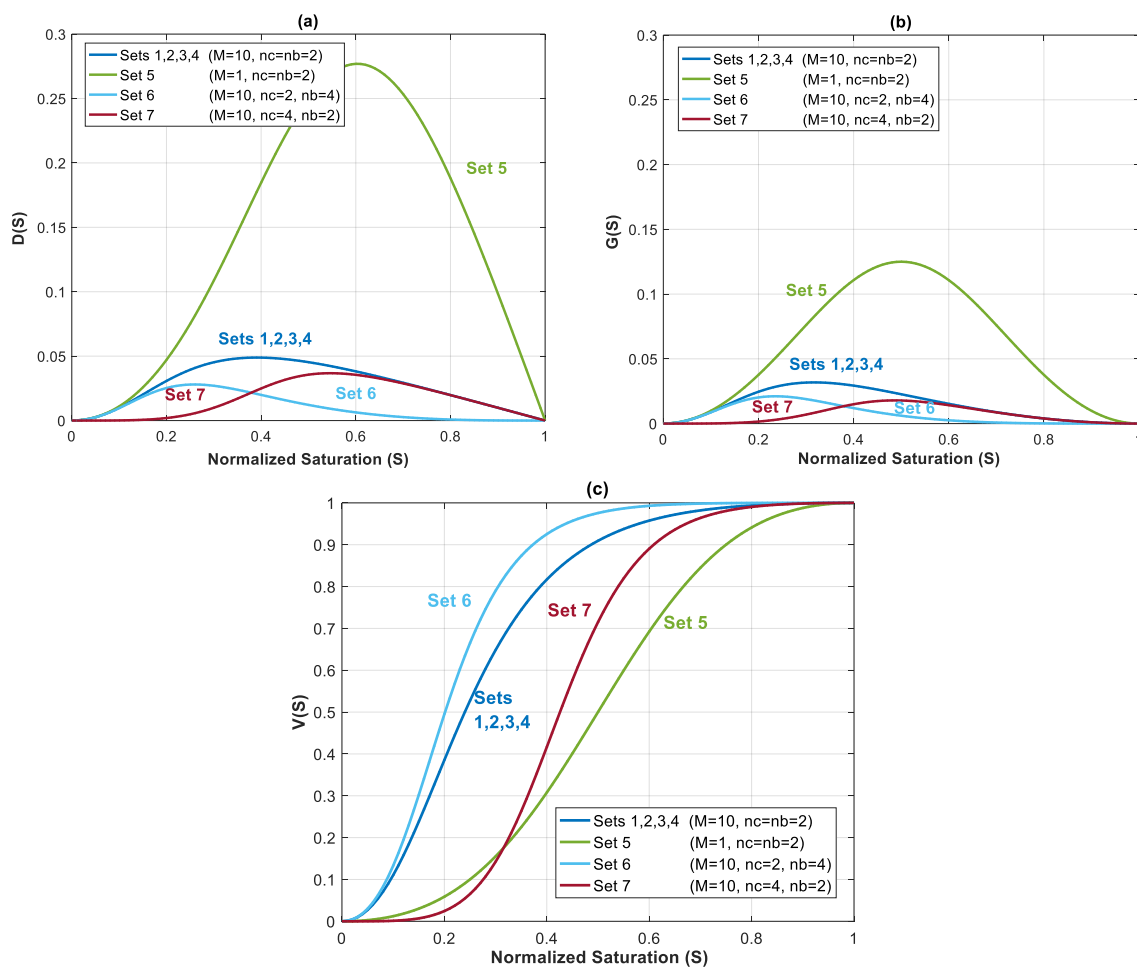 (a)
0.3
0.25
0.2
0.15
0.1
0.05
0
D(S)
Sets 1,2,3,4 (M=10, nc=nb=2)
Set 5 (M=1, nc=nb=2)
Set 6 (M=10, nc=2, nb=4)
Set 7 (M=10, nc=4, nb=2)
Set 5
Sets 1,2,3,4
Set 7
Set 6
0 0.2 0.4 0.6 0.8 1
Normalized Saturation (S)
(b)
0.3
0.25
0.2
0.15
0.1
0.05
0
G(S)
Sets 1,2,3,4 (M=10, nc=nb=2)
Set 5 (M=1, nc=nb=2)
Set 6 (M=10, nc=2, nb=4)
Set 7 (M=10, nc=4, nb=2)
Set 5
Sets 1,2,3,4
Set 7
Set 6
0 0.2 0.4 0.6 0.8 1
Normalized Saturation (S)
(c)
1
0.9
0.8
0.7
0.6
0.5
0.4
0.3
0.2
0.1
0
V(S)
Set 6
Set 7
Set 5
Sets
1,2,3,4
Sets 1,2,3,4 (M=10, nc=nb=2)
Set 5 (M=1, nc=nb=2)
Set 6 (M=10, nc=2, nb=4)
Set 7 (M=10, nc=4, nb=2)
0 0.2 0.4 0.6 0.8 1
Normalized Saturation (S)